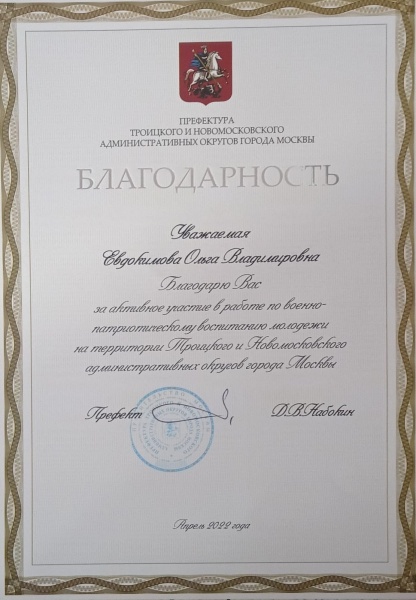 ПРЕФЕКТУРА
ТРОИЦКОГО И НОВОМОСКОВСКОГО
АДМИНИСТРАТИВНЫХ ОКРУГОВ ГОРОДА МОСКВЫ
БЛАГОДАРНОСТЬ
Уважаемая
Евдокимова Ольга Владимировна
Благодарю Вас
за активное участие в работе по военно-
патриотическому воспитанию молодежи
на территории Троицкого и Новомосковского
административных округов города Москвы
Префект Д.В.Набокин
Апрель 2022 года